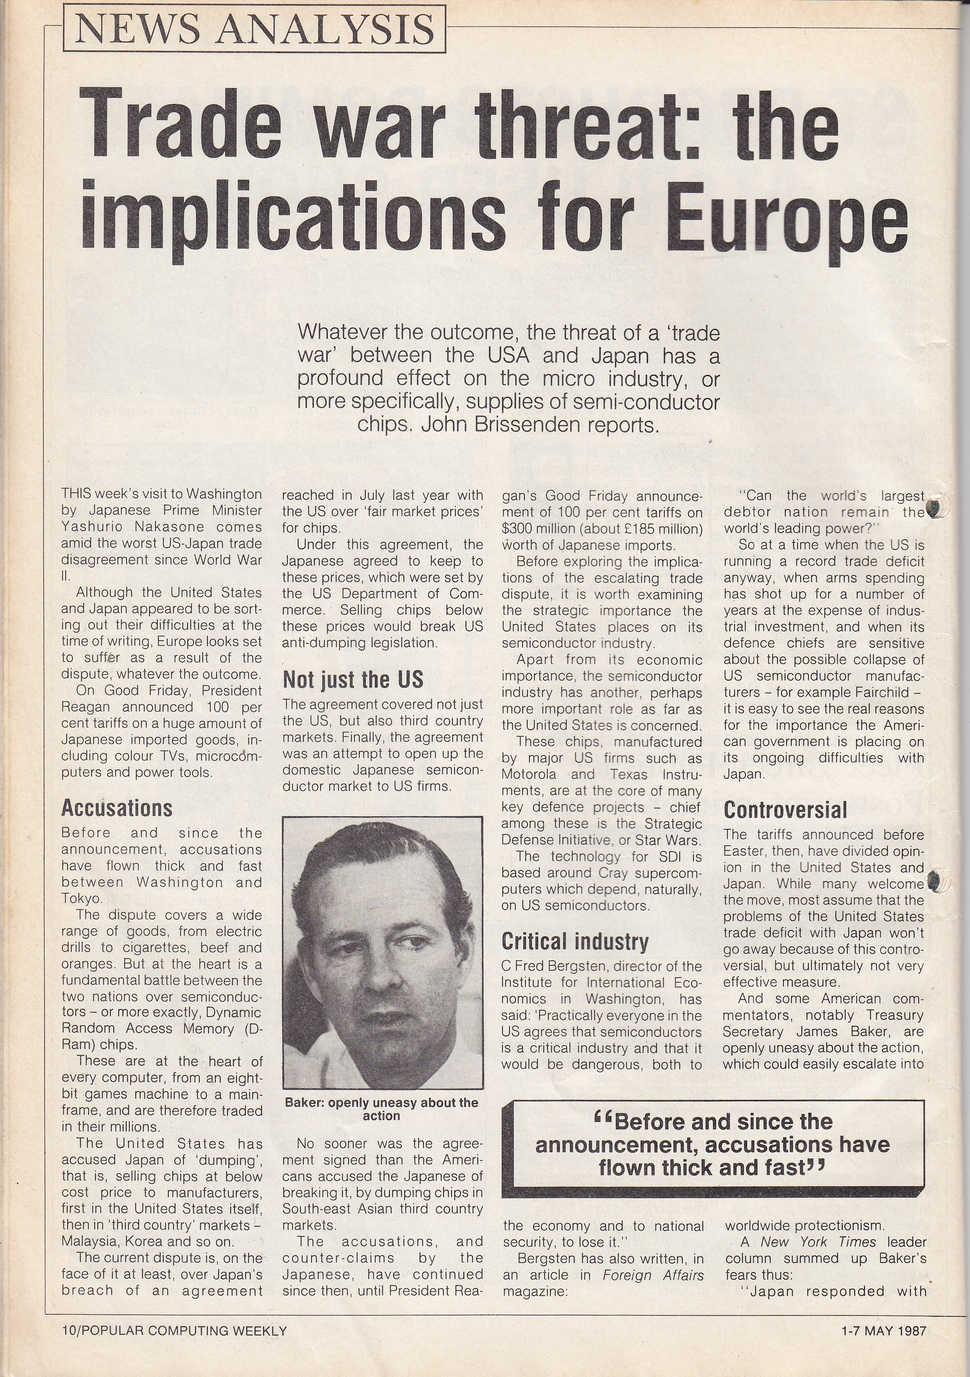 NEWS ANALYSIS
Trade war threat: the
implications for Europe
Whatever the outcome, the threat of a 'trade
war' between the USA and Japan has a
profound effect on the micro industry, or
more specifically, supplies of semi-conductor
chips. John Brissenden reports.
THIS week's visit to Washington
by Japanese Prime Minister
Yashurio Nakasone comes
amid the worst US-Japan trade
disagreement since World War
II.
Although the United States
and Japan appeared to be sort-
ing out their difficulties at the
time of writing, Europe looks set
to suffer as a result of the
dispute, whatever the outcome.
On Good Friday, President
Reagan announced 100 per
cent tariffs on a huge amount of
Japanese imported goods, in-
cluding colour TVs, microcom-
puters and power tools.
Accusations
Before and since the
announcement, accusations
have flown thick and fast
between Washington and
Tokyo.
The dispute covers a wide
range of goods, from electric
drills to cigarettes, beef and
oranges. But at the heart is a
fundamental battle between the
two nations over semiconduc-
tors – or more exactly, Dynamic
Random Access Memory (D-
Ram) chips.
These are at the heart of
every computer, from an eight-
bit games machine to a main-
frame, and are therefore traded
in their millions.
The United States has
accused Japan of 'dumping',
that is, selling chips at below
cost price to manufacturers,
first in the United States itself,
then in 'third country' markets –
Malaysia, Korea and so on.
The current dispute is, on the
face of it at least, over Japan's
breach of an agreement
reached in July last year with
the US over 'fair market prices'
for chips.
Under this agreement, the
Japanese agreed to keep to
these prices, which were set by
the US Department of Com-
merce. Selling chips below
these prices would break US
anti-dumping legislation.
Not just the US
The agreement covered not just
the US, but also third country
markets. Finally, the agreement
was an attempt to open up the
domestic Japanese semicon-
ductor market to US firms.
Baker: openly uneasy about the
action
No sooner was the agree-
ment signed than the Ameri-
cans accused the Japanese of
breaking it, by dumping chips in
South-east Asian third country
markets.
The accusations, and
counter-claims by the
Japanese, have continued
since then, until President Rea-
gan's Good Friday announce-
ment of 100 per cent tariffs on
$300 million (about £185 million)
worth of Japanese imports.
Before exploring the implica-
tions of the escalating trade
dispute, it is worth examining
the strategic importance the
United States places on its
semiconductor industry.
Apart from its economic
importance, the semiconductor
industry has another, perhaps
more important role as far as
the United States is concerned.
These chips, manufactured
by major US firms such as
Motorola and Texas Instru-
ments, are at the core of many
key defence projects – chief
among these is the Strategic
Defense Initiative, or Star Wars.
The technology for SDI is
based around Cray supercom-
puters which depend, naturally,
on US semiconductors.
Critical industry
C Fred Bergsten, director of the
Institute for International Eco-
nomics in Washington, has
said: 'Practically everyone in the
US agrees that semiconductors
is a critical industry and that it
would be dangerous, both to
the economy and to national
security, to lose it."
Bergsten has also written, in
an article in Foreign Affairs
magazine:
"Can the world's largest
debtor nation remain the
world's leading power?"
So at a time when the US is
running a record trade deficit
anyway, when arms spending
has shot up for a number of
years at the expense of indus-
trial investment, and when its
defence chiefs are sensitive
about the possible collapse of
US semiconductor manufac-
turers – for example Fairchild –
it is easy to see the real reasons
for the importance the Ameri-
can government is placing on
its ongoing difficulties with
Japan.
Controversial
The tariffs announced before
Easter, then, have divided opin-
ion in the United States and
Japan. While many welcome
the move, most assume that the
problems of the United States
trade deficit with Japan won't
go away because of this contro-
versial, but ultimately not very
effective measure.
And some American com-
mentators, notably Treasury
Secretary James Baker, are
openly uneasy about the action,
which could easily escalate into
worldwide protectionism.
A New York Times leader
column summed up Baker's
fears thus:
"Japan responded with
"Before and since the
announcement, accusations have
flown thick and fast"
10/POPULAR COMPUTING WEEKLY
1-7 MAY 1987